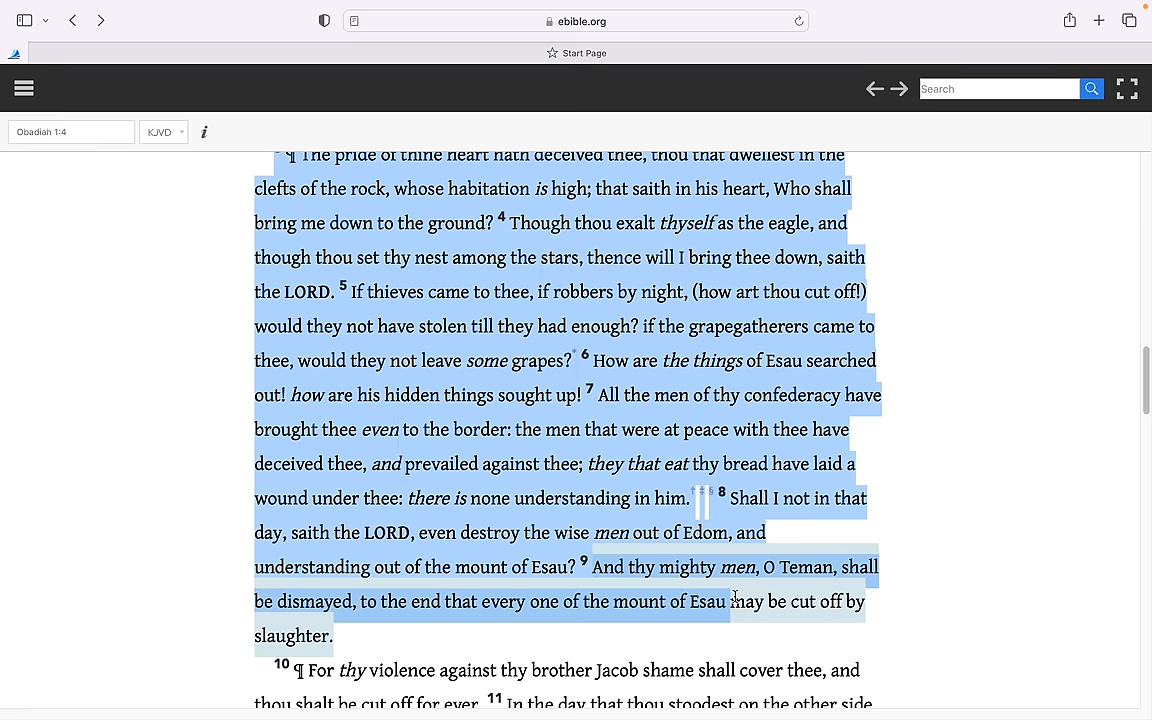 ebible.org
Start Page
Search
Obadiah 1:4 KJVD i
¶ The pride of thine heart hath deceived thee, thou that dwellest in the
clefts of the rock, whose habitation is high; that saith in his heart, Who shall
bring me down to the ground? 4 Though thou exalt thyself as the eagle, and
though thou set thy nest among the stars, thence will I bring thee down, saith
the LORD. 5 If thieves came to thee, if robbers by night, (how art thou cut off!)
would they not have stolen till they had enough? if the grapegatherers came to
thee, would they not leave some grapes?* 6 How are the things of Esau searched
out! how are his hidden things sought up! 7 All the men of thy confederacy have
brought thee even to the border: the men that were at peace with thee have
deceived thee, and prevailed against thee; they that eat thy bread have laid a
wound under thee: there is none understanding in him.† ‡ § 8 Shall I not in that
day, saith the LORD, even destroy the wise men out of Edom, and
understanding out of the mount of Esau? 9 And thy mighty men, O Teman, shall
be dismayed, to the end that every one of the mount of Esau may be cut off by
slaughter.
10 ¶ For thy violence against thy brother Jacob shame shall cover thee, and
thou shalt be cut off for ever. 11 In the day that thou stoodest on the other side